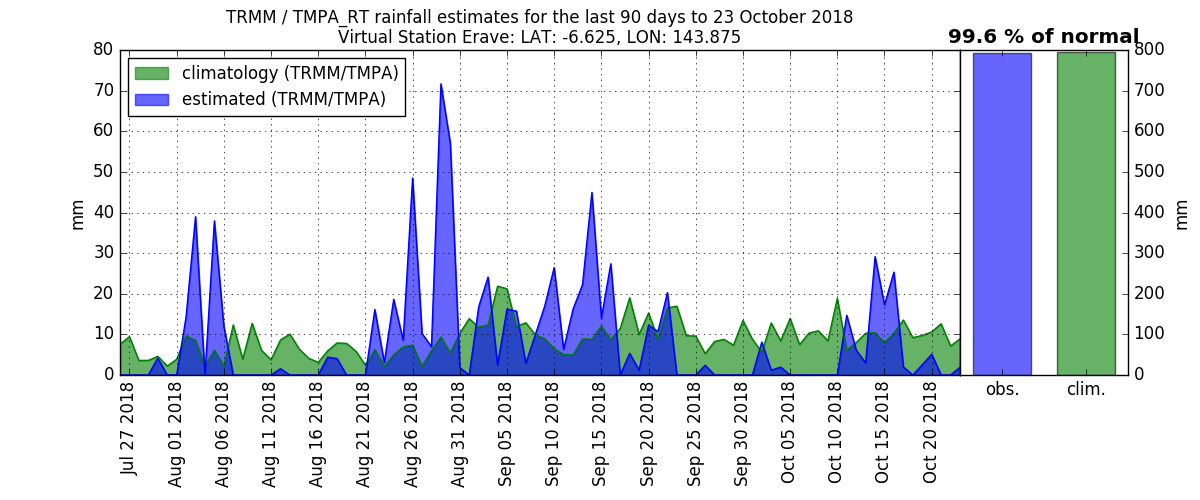 TRMM / TMPA_RT rainfall estimates for the last 90 days to 23 October 2018
Virtual Station Erave: LAT: -6.625, LON: 143.875
99.6 % of normal
climatology (TRMM/TMPA)
estimated (TRMM/TMPA)
80
70
60
50
40
30
20
10
0
mm
800
700
600
500
400
300
200
100
0
mm
Jul 27 2018
Aug 01 2018
Aug 06 2018
Aug 11 2018
Aug 16 2018
Aug 21 2018
Aug 26 2018
Aug 31 2018
Sep 05 2018
Sep 10 2018
Sep 15 2018
Sep 20 2018
Sep 25 2018
Sep 30 2018
Oct 05 2018
Oct 10 2018
Oct 15 2018
Oct 20 2018
obs.
clim.